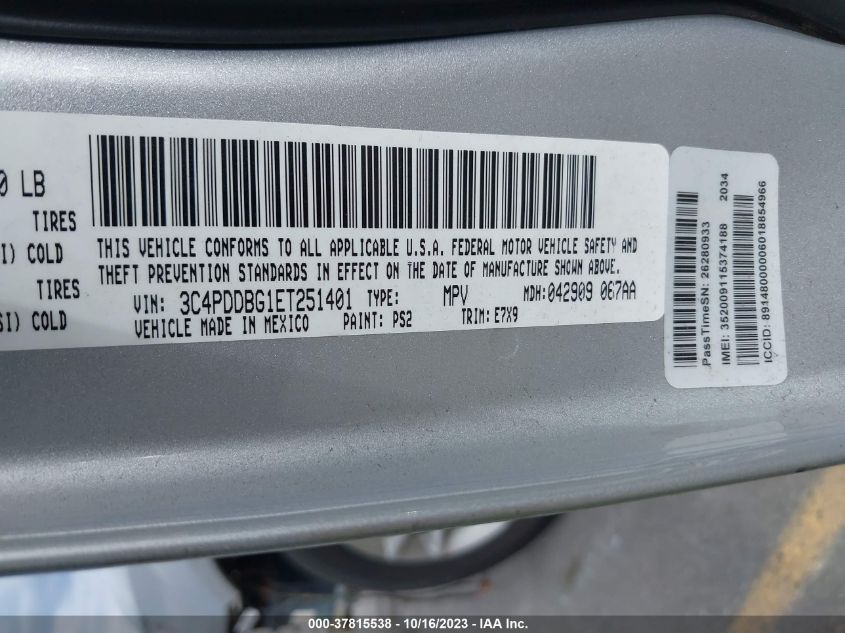 0 LB
TIRES
I) COLD
TIRES
SI) COLD
THIS VEHICLE CONFORMS TO ALL APPLICABLE U.S.A. FEDERAL MOTOR VEHICLE SAFETY AND
THEFT PREVENTION STANDARDS IN EFFECT ON THE DATE OF MANUFACTURE SHOWN ABOVE.
VIN: 3C4PDDBG1ET251401 TYPE: MPV MDH: 042909 067AA
VEHICLE MADE IN MEXICO PAINT: PS2 TRIM: E7X9
PassTimeSN: 26280933
IMEI: 352009115374188 2034
ICCID: 89148000006018854966
000-37815538 - 10/16/2023 - IAA Inc.